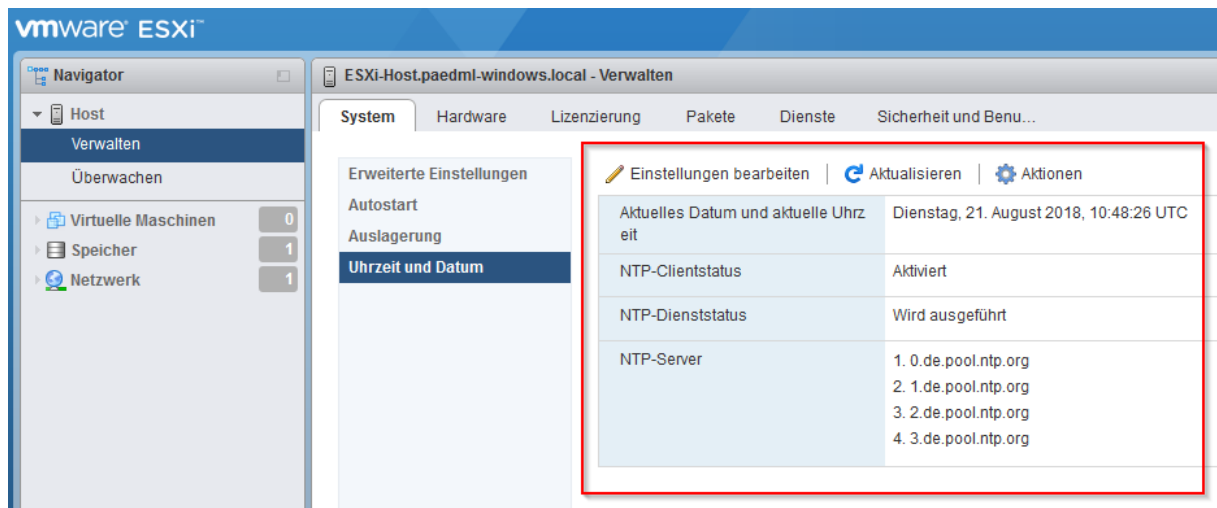 vmware ESXi™
Navigator
Host
Verwalten
Überwachen
Virtuelle Maschinen 0
Speicher 1
Netzwerk 1
ESXi-Host.paedml-windows.local - Verwalten
System Hardware Lizenzierung Pakete Dienste Sicherheit und Benu...
Erweiterte Einstellungen
Autostart
Auslagerung
Uhrzeit und Datum
Einstellungen bearbeiten Aktualisieren Aktionen
Aktuelles Datum und aktuelle Uhrz
eit
Dienstag, 21. August 2018, 10:48:26 UTC
NTP-Clientstatus Aktiviert
NTP-Dienststatus Wird ausgeführt
NTP-Server 1. 0.de.pool.ntp.org
2. 1.de.pool.ntp.org
3. 2.de.pool.ntp.org
4. 3.de.pool.ntp.org